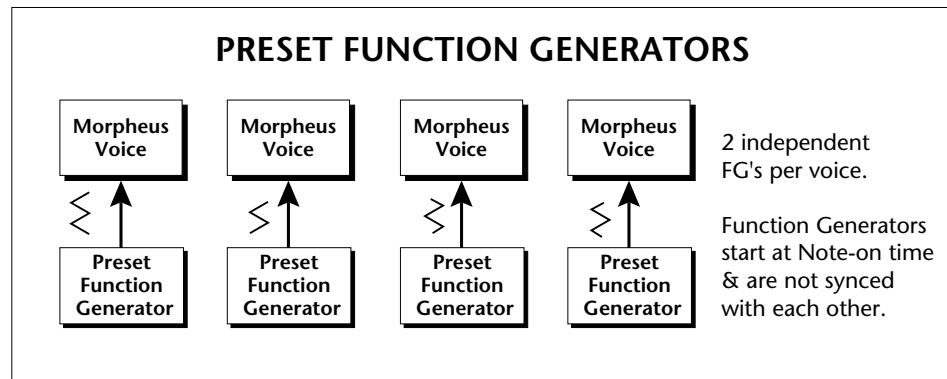 PRESET FUNCTION GENERATORS
Morpheus
Voice
Morpheus
Voice
Morpheus
Voice
Morpheus
Voice
Preset
Function
Generator
Preset
Function
Generator
Preset
Function
Generator
Preset
Function
Generator
2 independent
FG's per voice.
Function Generators
start at Note-on time
& are not synced
with each other.